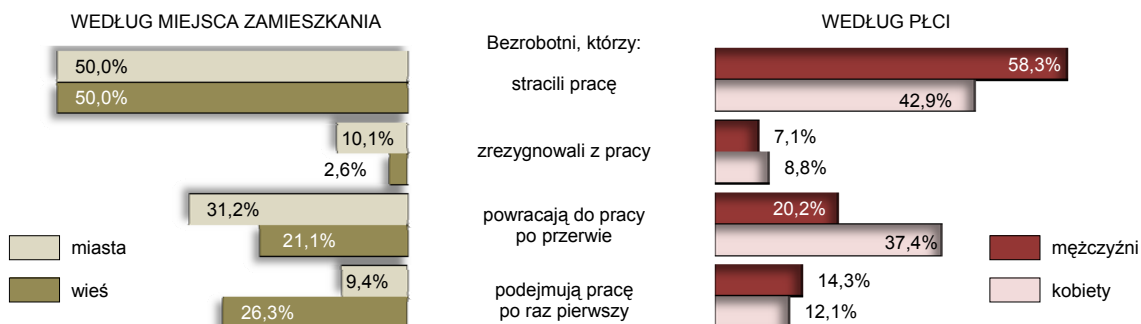 WEDŁUG MIEJSCA ZAMIESZKANIA
WEDŁUG PŁCI
Bezrobotni, którzy:
50,0%
50,0%
stracili pracę
58,3%
42,9%
10,1%
2,6%
zrezygnowali z pracy
7,1%
8,8%
31,2%
21,1%
powracają do pracy
po przerwie
20,2%
37,4%
9,4%
26,3%
podejmują pracę
po raz pierwszy
14,3%
12,1%
miasta
wieś
mężczyźni
kobiety